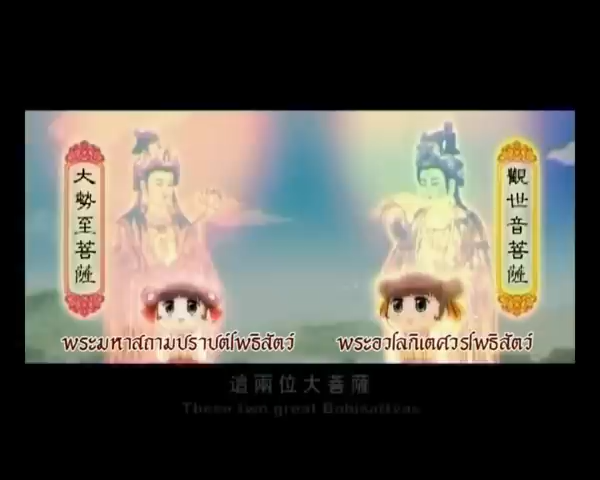 大勢至菩薩
觀世音菩薩
พระมหาสถามปราปต์โพธิสัตว์
พระอวโลกิเตศวรโพธิสัตว์
這兩位大菩薩
These two great Bohisattvas